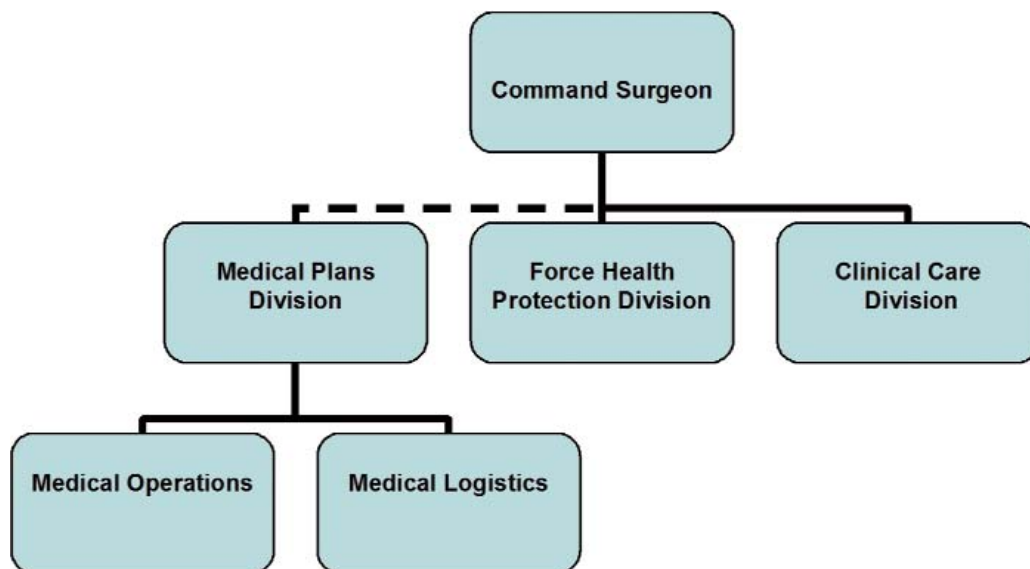 Command Surgeon
Medical Plans
Division
Force Health
Protection Division
Clinical Care
Division
Medical Operations
Medical Logistics